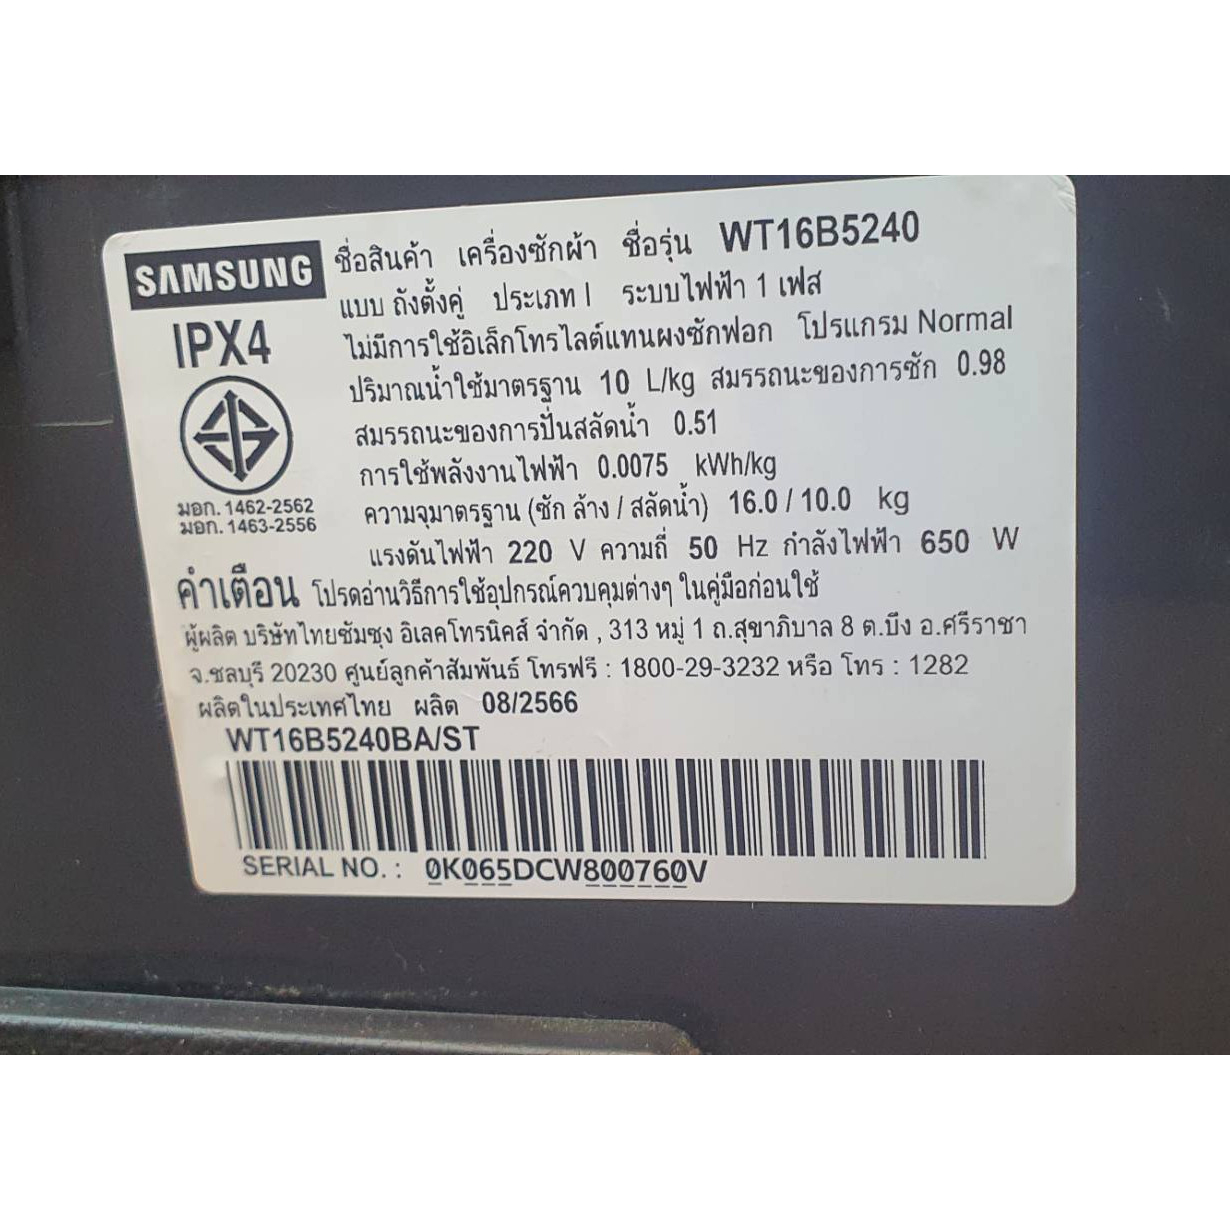 SAMSUNG
ชื่อสินค้า เครื่องซักผ้า ชื่อรุ่น WT16B5240
แบบ ถังตั้งคู่ ประเภท I ระบบไฟฟ้า 1 เฟส
IPX4
ไม่มีการใช้อิเล็กโทรไลต์แทนผงซักฟอก โปรแกรม Normal
ปริมาณน้ำใช้มาตรฐาน 10 L/kg สมรรถนะของการซัก 0.98
สมรรถนะของการปั่นสลัดน้ำ 0.51
การใช้พลังงานไฟฟ้า 0.0075 kWh/kg
มอก. 1462-2562
มอก. 1463-2556
ความจุมาตรฐาน (ซัก ล้าง / สลัดน้ำ) 16.0 / 10.0 kg
แรงดันไฟฟ้า 220 V ความถี่ 50 Hz กำลังไฟฟ้า 650 W
คำเตือน โปรดอ่านวิธีการใช้อุปกรณ์ควบคุมต่างๆ ในคู่มือก่อนใช้
ผู้ผลิต บริษัทไทยซัมซุง อิเลคโทรนิคส์ จำกัด , 313 หมู่ 1 ถ.สุขาภิบาล 8 ต.บึง อ.ศรีราชา
จ.ชลบุรี 20230 ศูนย์ลูกค้าสัมพันธ์ โทรฟรี : 1800-29-3232 หรือ โทร : 1282
ผลิตในประเทศไทย ผลิต 08/2566
WT16B5240BA/ST
SERIAL NO. : 0K065DCW800760V